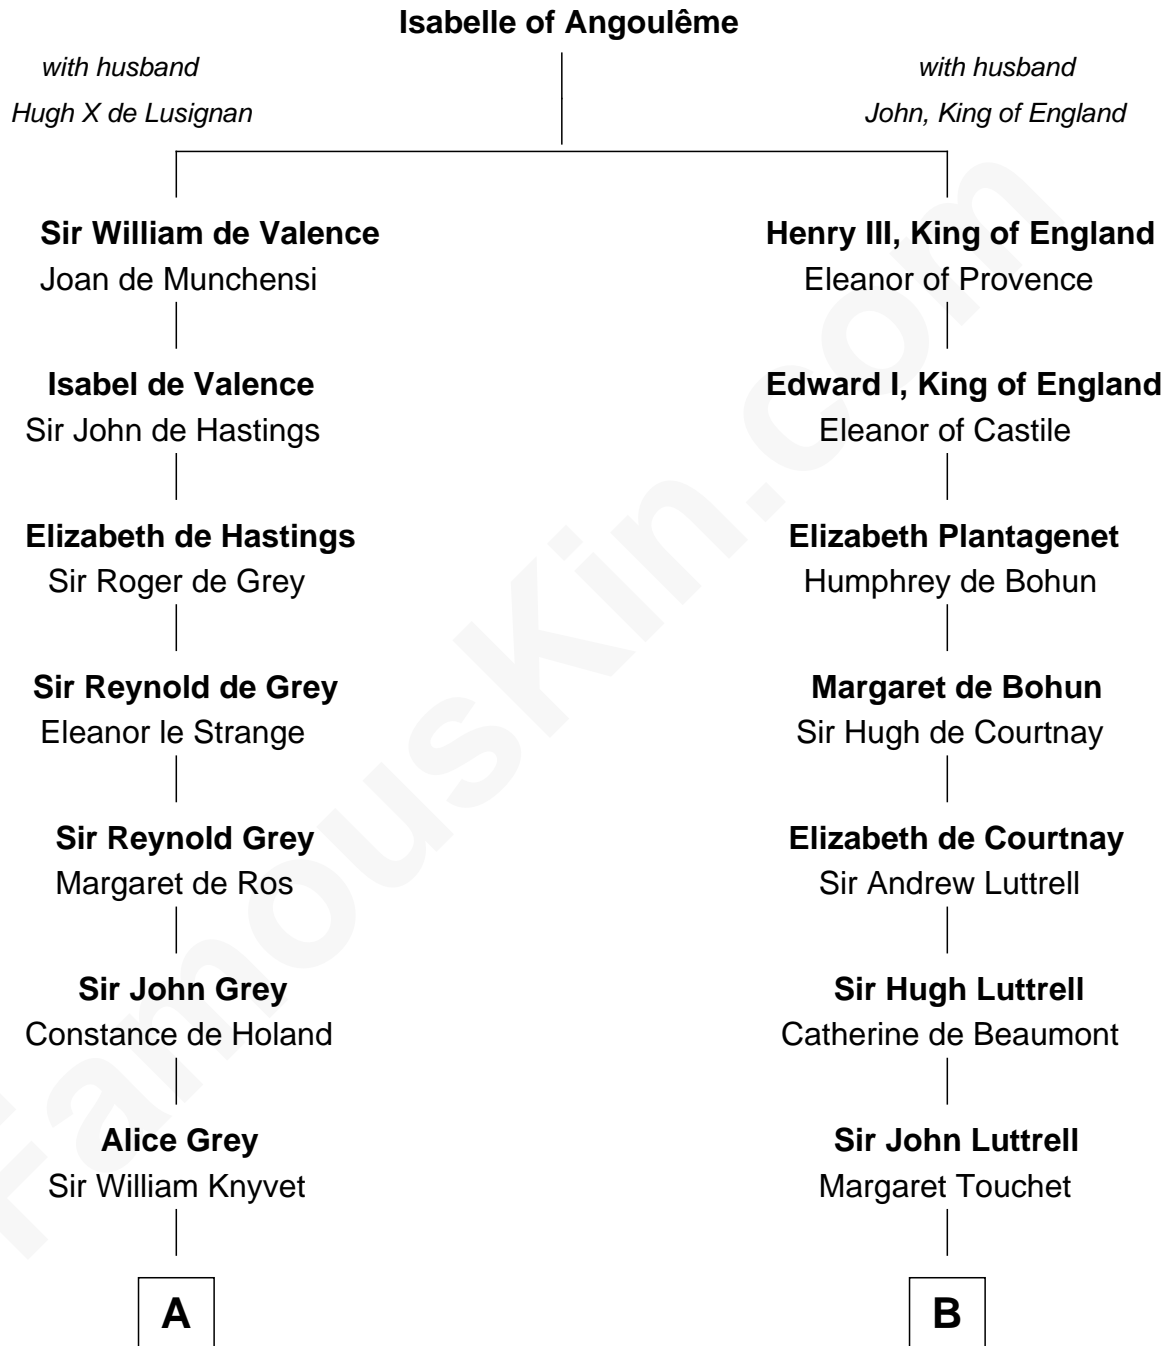 Isabelle of Angoulême
with husband
Hugh X de Lusignan
with husband
John, King of England
Sir William de Valence
Joan de Munchensi
Henry III, King of England
Eleanor of Provence
Isabel de Valence
Sir John de Hastings
Edward I, King of England
Eleanor of Castile
Elizabeth de Hastings
Sir Roger de Grey
Elizabeth Plantagenet
Humphrey de Bohun
Sir Reynold de Grey
Eleanor le Strange
Margaret de Bohun
Sir Hugh de Courtnay
Sir Reynold Grey
Margaret de Ros
Elizabeth de Courtnay
Sir Andrew Luttrell
Sir John Grey
Constance de Holand
Sir Hugh Luttrell
Catherine de Beaumont
Alice Grey
Sir William Knyvet
Sir John Luttrell
Margaret Touchet
A
B
FamousKin.com